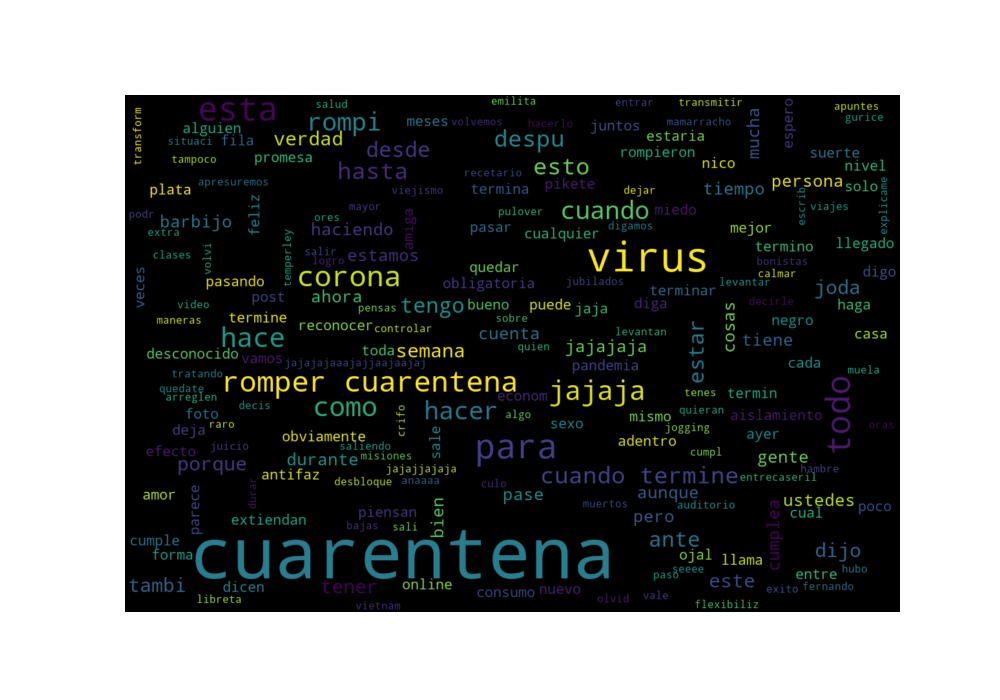 transform
esta
salud
emilita
entrar
transmitir
apuntes
gurice
alguien
rompi
meses
volvemos
hacerlo
juntos
mamarracho
mucha
espero
situaci
fila
verdad
desde
despu
estaria
rompieron
suerte
tampoco
promesa
hasta
recetario
esto
nico
nivel
plata
apresuremos
viejismo
termina
pikete
dejar
tiempo
persona
solo
explicame
podr
barbijo
feliz
mayor
amiga
pulover
cuando
miedo
escrib
viajes
extra
ores
haciendo
pasar
cualquier
digamos
mejor
clases
volvi
temperley
salir
logro
estamos
virus
termino
llegado
veces
pasando
corona
quedar
obligatoria
jubilados
terminar
levantar
bonistas
calmar
digo
joda
video
post
ahora
pensas
tengo
bueno
puede
jaja
diga
decirle
haga
maneras
termine
reconocer
controlar
sobre
cuenta
levantan
estar
cosas
negro
casa
desconocido
hace
vamos
toda
semana
quien
jajajaja
tiene
jajajajaaajajjaajaajaj
pandemia
cada
muela
tratando
quedate
arreglen
romper cuarentena
econom
jajaja
tenes
termin
foto
decis
como
crifo
hacer
algo
sexo
mismo
quieran
aislamiento
todo
oras
deja
raro
obviamente
sale
jogging
adentro
ayer
efecto
juicio
saliendo
misiones
para
cumpl
gente
porque
durante
antifaz
desbloque
jajajjajaja
anaaaa
culo
cuando termine
entrecaseril
hambre
amor
parece
durar
pase
aunque
muertos
auditorio
ustedes
extiendan
piensan
bien
pero
cual
poco
bajas
sali
cumple
forma
cuarentena
ante
ojal
llama
cumplea
dijo
hubo
paso
seeee
entre
tambi
dicen
tener
online
consumo
nuevo
este
exito
fernando
libreta
vietnam
olvid
vale
flexibiliz